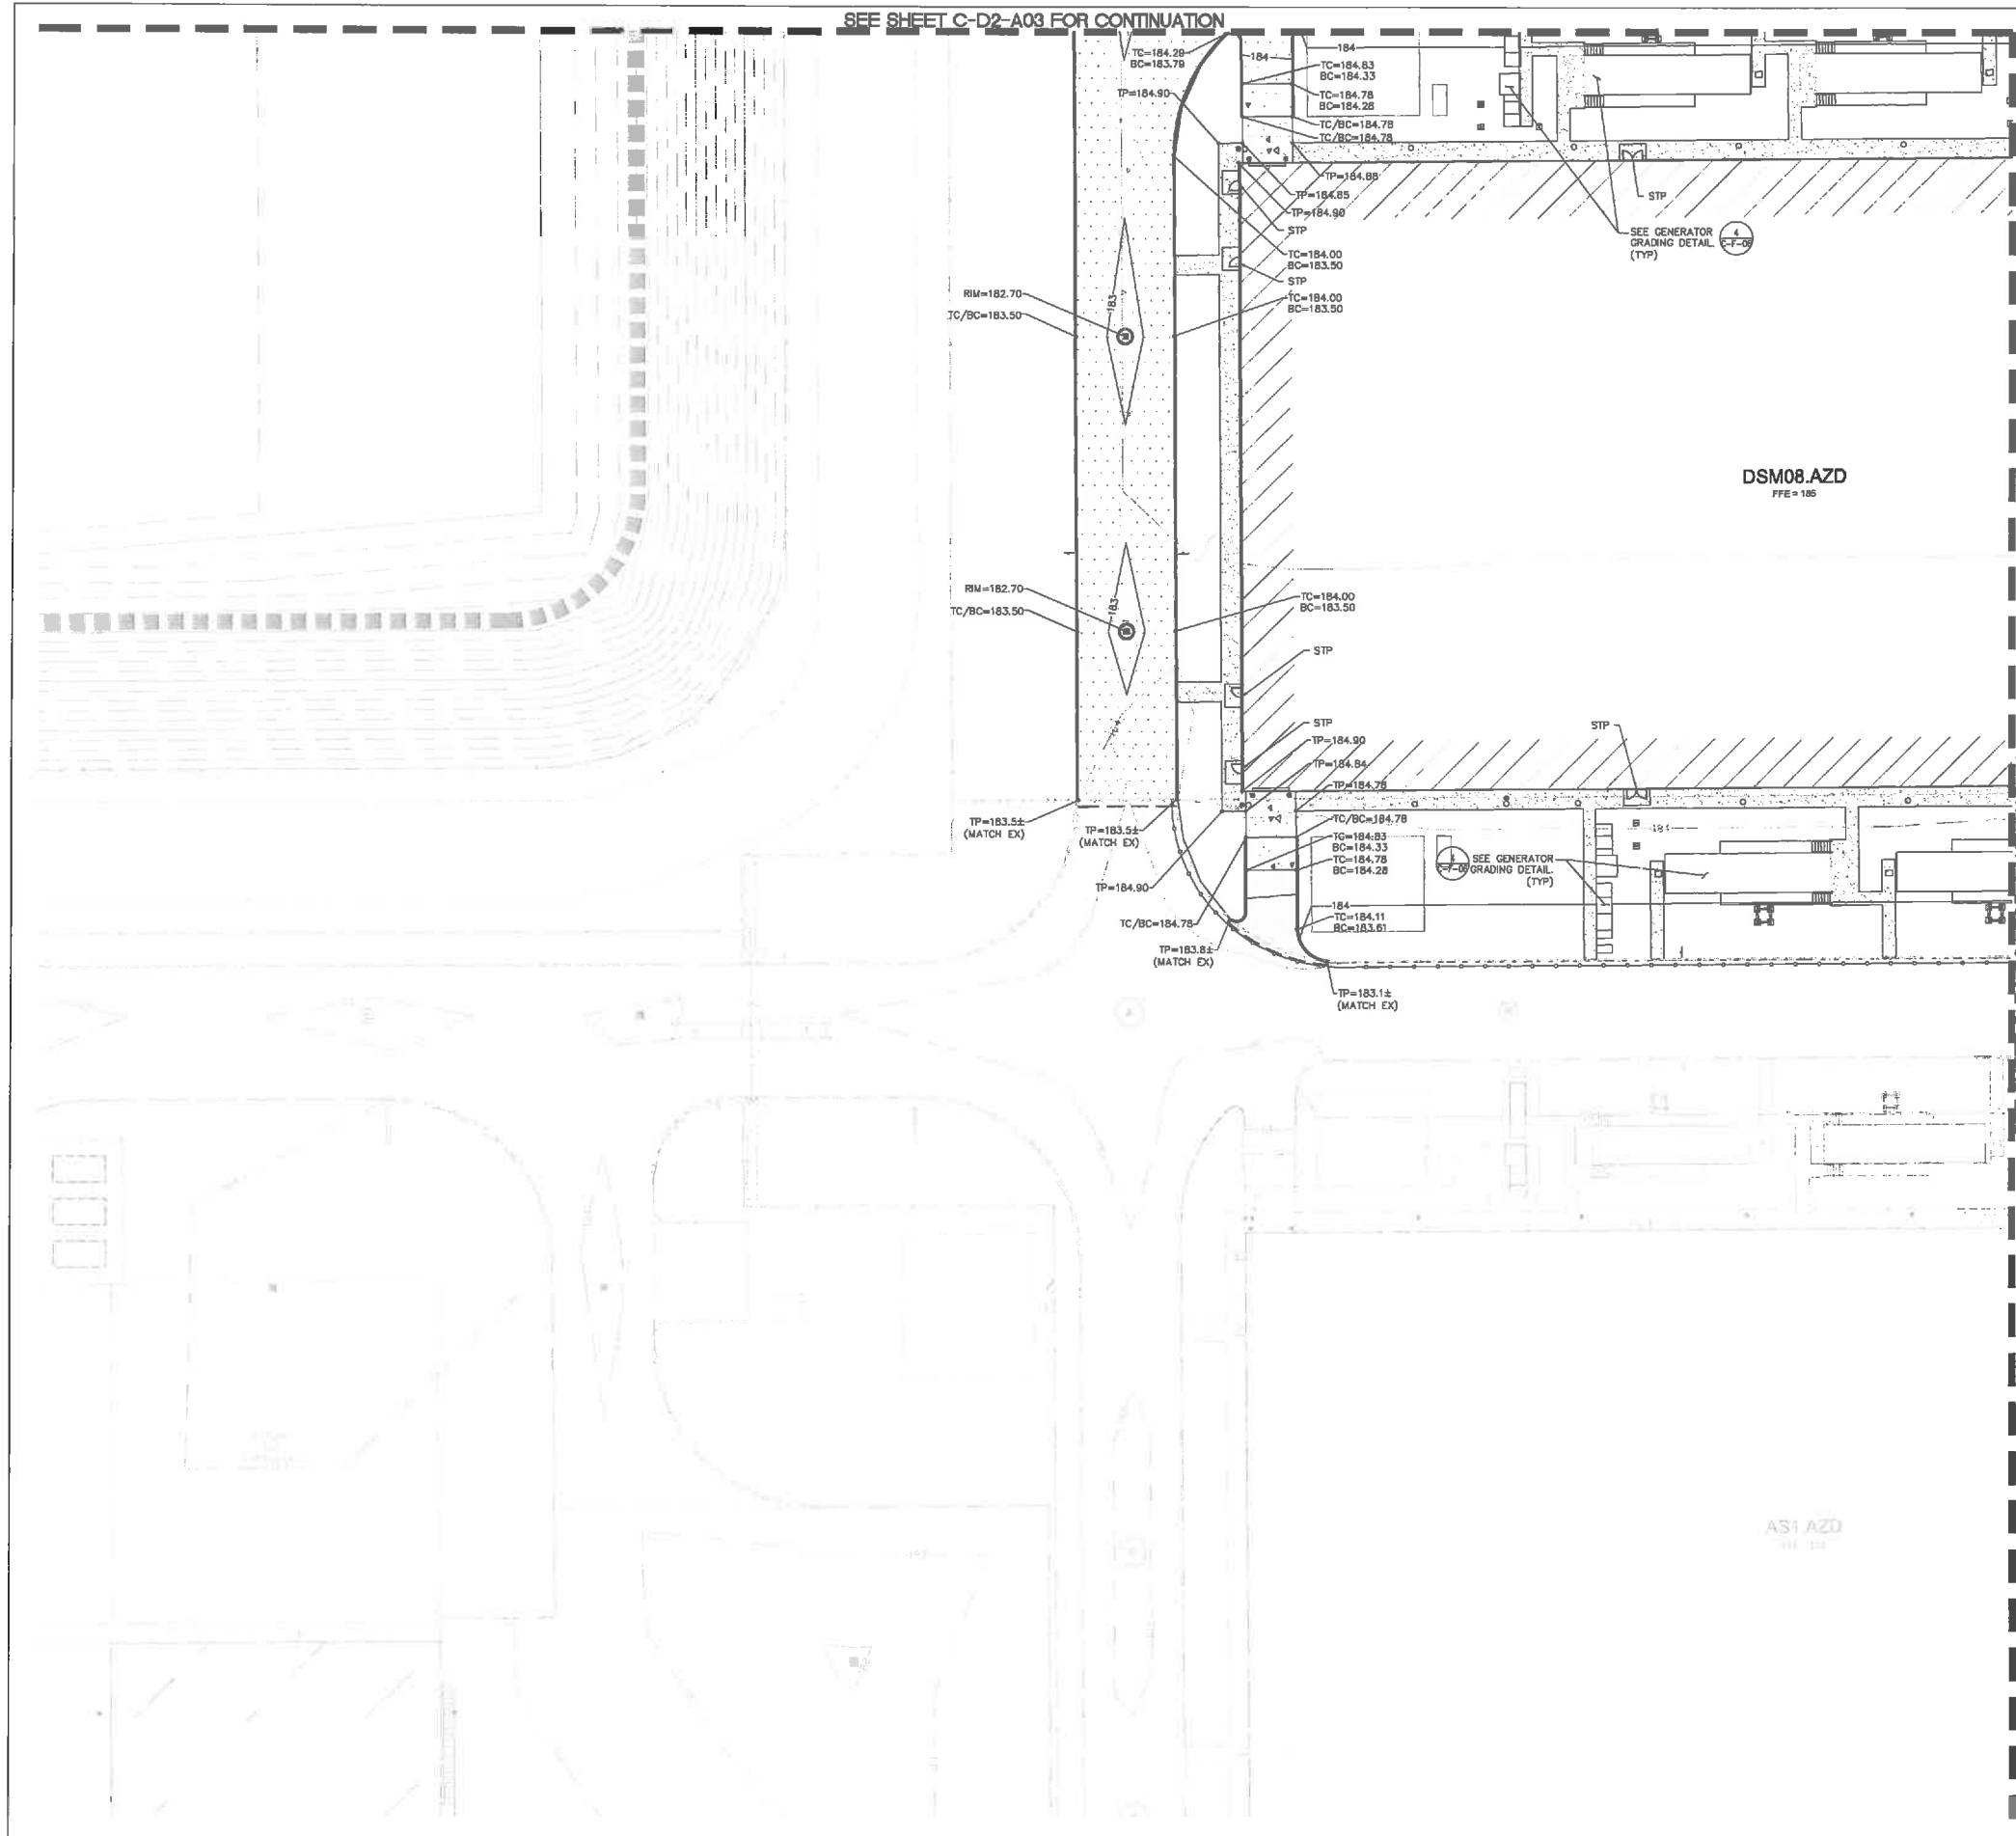 SEE SHEET C-D2-A03 FOR CONTINUATION
TC=184.29
BC=183.79
184
184
TC=184.83
BC=184.33
TP=184.90
TC=184.78
BC=184.28
TC/BC=184.78
TC/BC=184.78
TP=184.88
TP=184.85
TP=184.90
STP
STP
SEE GENERATOR
GRADING DETAIL.
(TYP)
4
TC=184.00
BC=183.50
STP
RIM=182.70
TC/BC=183.50
183
TC=184.00
BC=183.50
DSM08.AZD
FFE = 185
RIM=182.70
TC/BC=183.50
183
TC=184.00
BC=183.50
STP
STP
STP
TP=184.90
TP=184.84
TP=184.78
TP=183.5±
(MATCH EX)
TP=183.5±
(MATCH EX)
TC/BC=184.78
TC=184.83
BC=184.33
TC=184.78
BC=184.28
184
SEE GENERATOR
GRADING DETAIL.
(TYP)
TP=184.90
184
TC=184.11
BC=183.61
TC/BC=184.78
TP=183.8±
(MATCH EX)
TP=183.1±
(MATCH EX)
AS1.AZD